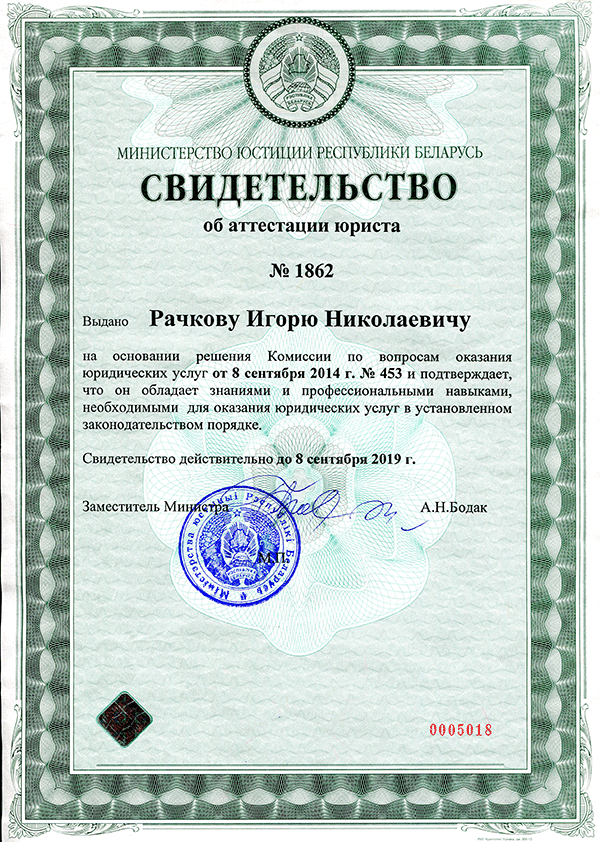 МИНИСТЕРСТВО ЮСТИЦИИ РЕСПУБЛИКИ БЕЛАРУСЬ
СВИДЕТЕЛЬСТВО
об аттестации юриста
№ 1862
Выдано Рачкову Игорю Николаевичу
на основании решения Комиссии по вопросам оказания
юридических услуг от 8 сентября 2014 г. № 453 и подтверждает,
что он обладает знаниями и профессиональными навыками,
необходимыми для оказания юридических услуг в установленном
законодательством порядке.
Свидетельство действительно до 8 сентября 2019 г.
Заместитель Министра А.Н.Бодак
Міністэрства юстыцыі Рэспублікі Беларусь
М.П.
0005018